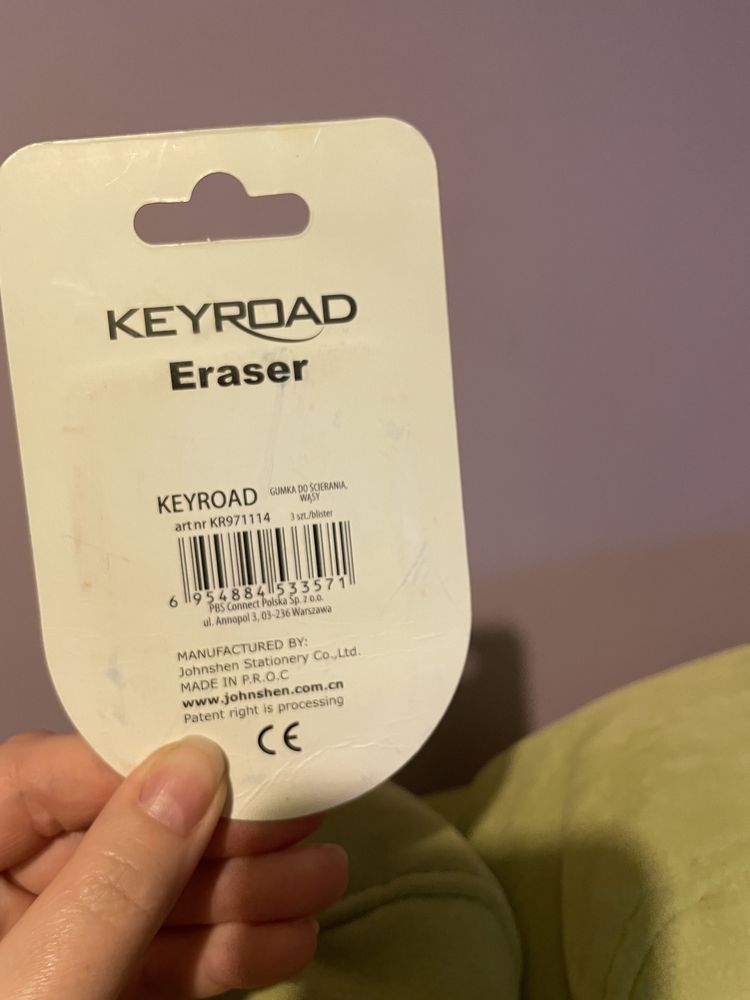 KEYROAD
Eraser
KEYROAD GUMKA DO ŚCIERANIA,
WĄSY
art nr KR971114 3 szt./blister
6 954884 533571
PBS Connect Polska Sp. z o.o.
ul. Annopol 3, 03-236 Warszawa
MANUFACTURED BY:
Johnshen Stationery Co.,Ltd.
MADE IN P.R.O.C
www.johnshen.com.cn
Patent right is processing
CE